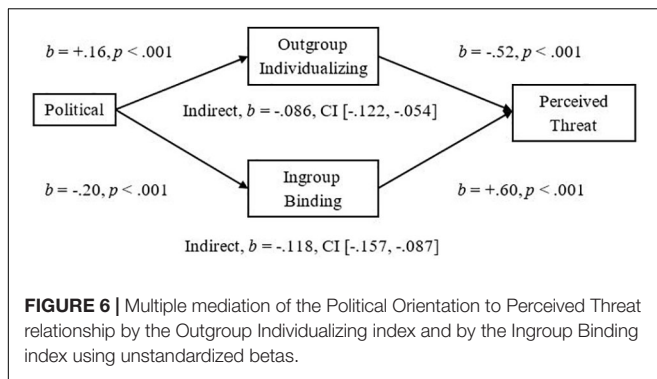 b = +.16, p < .001
Outgroup
Individualizing
b = -.52, p < .001
Political
Indirect, b = -.086, CI [-.122, -.054]
Perceived
Threat
b = -.20, p < .001
Ingroup
Binding
b = +.60, p < .001
Indirect, b = -.118, CI [-.157, -.087]
FIGURE 6 | Multiple mediation of the Political Orientation to Perceived Threat
relationship by the Outgroup Individualizing index and by the Ingroup Binding
index using unstandardized betas.